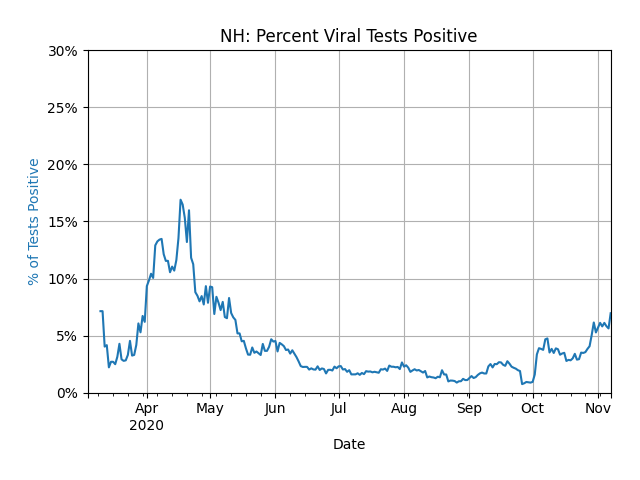 NH: Percent Viral Tests Positive
30%
25%
20%
15%
10%
5%
0%
% of Tests Positive
Apr May Jun Jul Aug Sep Oct Nov
2020
Date